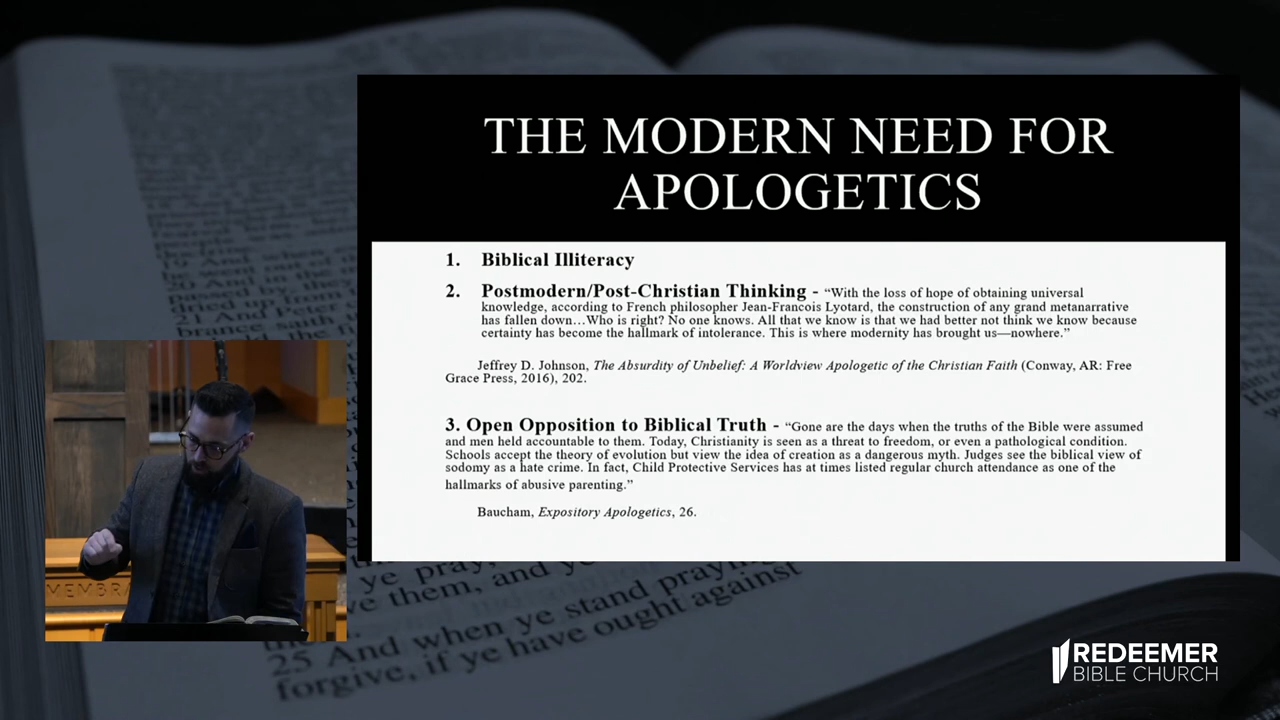 THE MODERN NEED FOR
APOLOGETICS
1. Biblical Illiteracy
2. Postmodern/Post-Christian Thinking - “With the loss of hope of obtaining universal
knowledge, according to French philosopher Jean-Francois Lyotard, the construction of any grand metanarrative
has fallen down…Who is right? No one knows. All that we know is that we had better not think we know because
certainty has become the hallmark of intolerance. This is where modernity has brought us—nowhere.”
Jeffrey D. Johnson, The Absurdity of Unbelief: A Worldview Apologetic of the Christian Faith (Conway, AR: Free
Grace Press, 2016), 202.
3. Open Opposition to Biblical Truth - “Gone are the days when the truths of the Bible were assumed
and men held accountable to them. Today, Christianity is seen as a threat to freedom, or even a pathological condition.
Schools accept the theory of evolution but view the idea of creation as a dangerous myth. Judges see the biblical view of
sodomy as a hate crime. In fact, Child Protective Services has at times listed regular church attendance as one of the
hallmarks of abusive parenting.”
Baucham, Expository Apologetics, 26.
21 And Peter
MEMBRA
ye pray,
them, and
25 And when ye stand praying
forgive, if ye have ought against
REDEEMER
BIBLE CHURCH